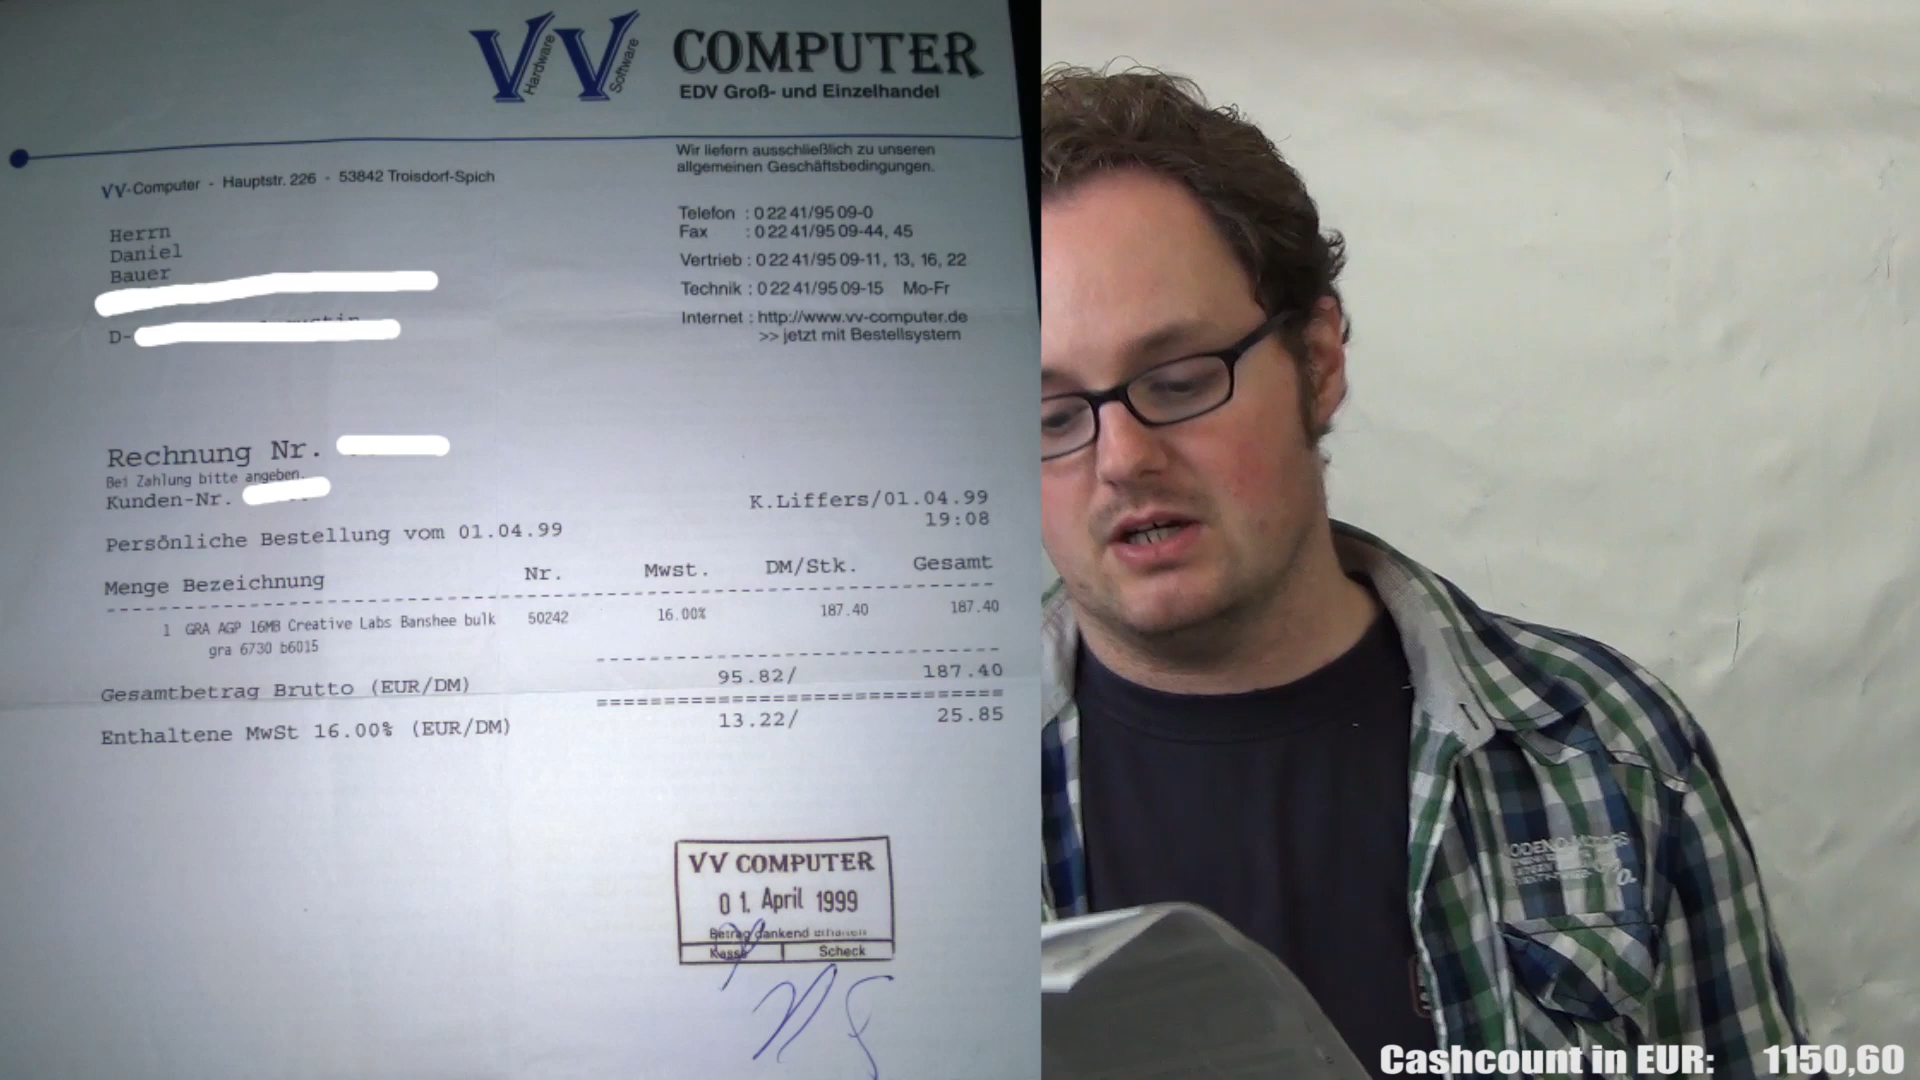 VV COMPUTER
Hardware
Software
EDV Groß- und Einzelhandel
Wir liefern ausschließlich zu unseren
allgemeinen Geschäftsbedingungen.
VV-Computer - Hauptstr. 226 - 53842 Troisdorf-Spich
Telefon : 0 22 41/95 09-0
Fax : 0 22 41/95 09-44, 45
Vertrieb : 0 22 41/95 09-11, 13, 16, 22
Technik : 0 22 41/95 09-15 Mo-Fr
Internet : http://www.vv-computer.de
>> jetzt mit Bestellsystem
Herrn
Daniel
Bauer
D-
Rechnung Nr.
Bei Zahlung bitte angeben.
Kunden-Nr.
K.Liffers/01.04.99
19:08
Persönliche Bestellung vom 01.04.99
Menge Bezeichnung Nr. Mwst. DM/Stk. Gesamt
1 GRA AGP 16MB Creative Labs Banshee bulk 50242 16.00% 187.40 187.40
gra 6730 b6015
Gesamtbetrag Brutto (EUR/DM) 95.82/ 187.40
Enthaltene MwSt 16.00% (EUR/DM) 13.22/ 25.85
VV COMPUTER
01. April 1999
Betrag dankend erhalten
Kasse Scheck
Cashcount in EUR: 1150,60